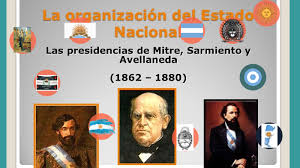 La organización del Estado
Nacional
Las presidencias de Mitre, Sarmiento y
Avellaneda
(1862 – 1880)